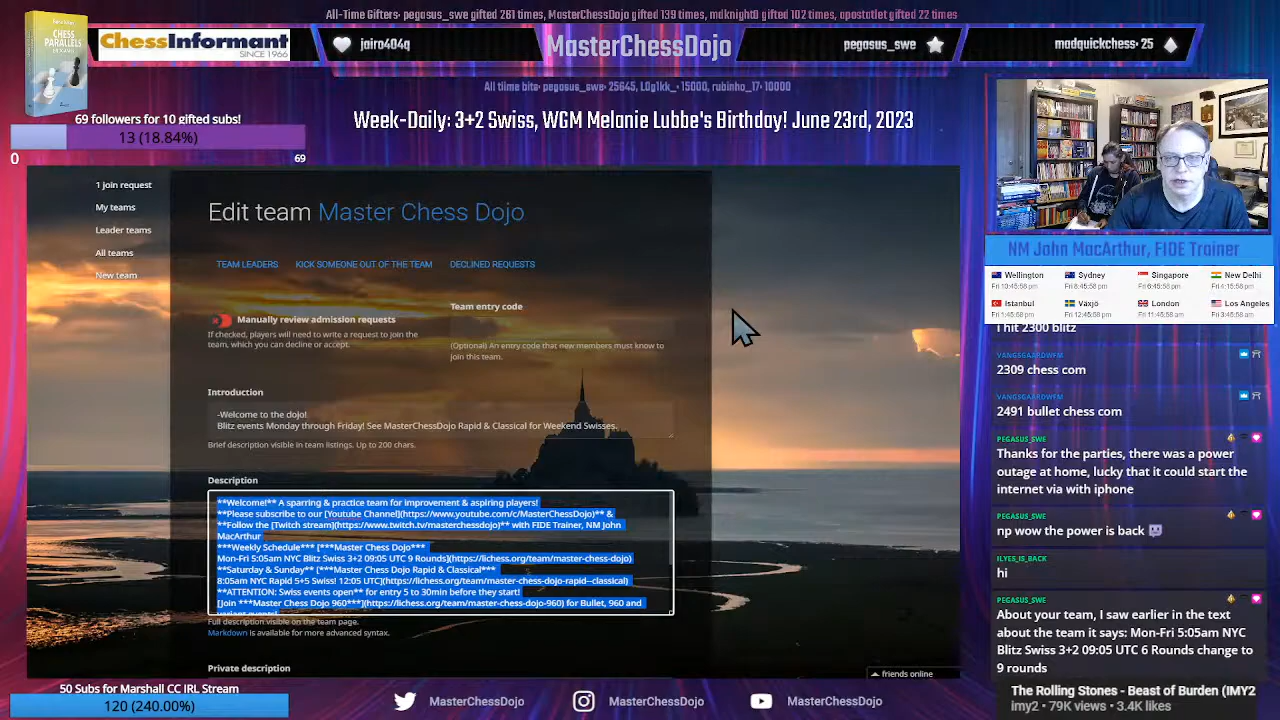 All-Time Gifters· pegasus_swe gifted 261 times, MasterChessDojo gifted 139 times, mdknight0 gifted 102 times, opostotlet gifted 22 times
CHESS PARALLELS
ChessInformant
SINCE 1966
jairo404q
MasterChessDojo
pegasus_swe
madquickchess· 25
All tiime bits· pegasus_swe· 25645, L0g1kk_· 15000, rubinho_17· 10000
69 followers for 10 gifted subs!
13 (18.84%)
0
69
Week-Daily: 3+2 Swiss, WGM Melanie Lubbe's Birthday! June 23rd, 2023
1 join request
My teams
Leader teams
All teams
New team
Edit team Master Chess Dojo
TEAM LEADERS
KICK SOMEONE OUT OF THE TEAM
DECLINED REQUESTS
Manually review admission requests
If checked, players will need to write a request to join the
team, which you can decline or accept.
Team entry code
(Optional) An entry code that new members must know to
join this team.
Introduction
-Welcome to the dojo!
Blitz events Monday through Friday! See MasterChessDojo Rapid & Classical for Weekend Swisses.
Brief description visible in team listings. Up to 200 chars.
Description
**Welcome!** A sparring & practice team for improvement & aspiring players!
**Please subscribe to our [Youtube Channel](https://www.youtube.com/c/MasterChessDojo)** &
**Follow the [Twitch stream](https://www.twitch.tv/masterchessdojo)** with FIDE Trainer, NM John
MacArthur
***Weekly Schedule [***Master Chess Dojo***
Mon-Fri 5:05am NYC Blitz Swiss 3+2 09:05 UTC 9 Rounds](https://lichess.org/team/master-chess-dojo)
**Saturday & Sunday** [***Master Chess Dojo Rapid & Classical***
8:05am NYC Rapid 5+5 Swiss! 12:05 UTC](https://lichess.org/team/master-chess-dojo-rapid--classical)
**ATTENTION: Swiss events open** for entry 5 to 30min before they start!
[Join ***Master Chess Dojo 960***](https://lichess.org/team/master-chess-dojo-960) for Bullet, 960 and
variant events!
Full description visible on the team page.
Markdown is available for more advanced syntax.
Private description
friends online
NM John MacArthur, FIDE Trainer
Wellington
Fri 10:45:58 pm
Sydney
Fri 8:45:58 pm
Singapore
Fri 6:45:58 pm
New Delhi
Fri 4:15:58 pm
Istanbul
Fri 1:45:58 pm
Växjö
Fri 12:45:58 pm
London
Fri 11:45:58 am
Los Angeles
Fri 3:45:58 am
I hit 2300 blitz
VANGSGAARDWFM
2309 chess com
VANGSGAARDWFM
2491 bullet chess com
PEGASUS_SWE
Thanks for the parties, there was a power
outage at home, lucky that it could start the
internet via with iphone
PEGASUS_SWE
np wow the power is back
ILYES_IS_BACK
hi
PEGASUS_SWE
About your team, I saw earlier in the text
about the team it says: Mon-Fri 5:05am NYC
Blitz Swiss 3+2 09:05 UTC 6 Rounds change to
9 rounds
50 Subs for Marshall CC IRL Stream
120 (240.00%)
MasterChessDojo
MasterChessDojo
MasterChessDojo
The Rolling Stones - Beast of Burden (IMY2
imy2 • 79K views • 3.4K likes